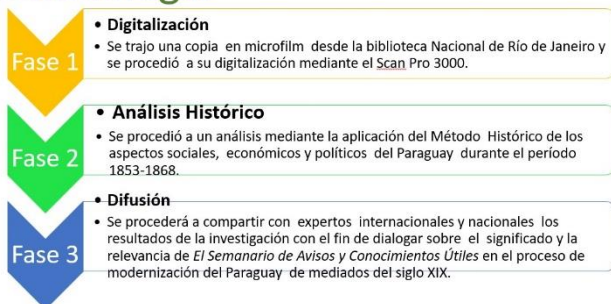 Fase 1
• Digitalización
• Se trajo una copia en microfilm desde la biblioteca Nacional de Río de Janeiro y
se procedió a su digitalización mediante el Scan Pro 3000.
Fase 2
• Análisis Histórico
• Se procedió a un análisis mediante la aplicación del Método Histórico de los
aspectos sociales, económicos y políticos del Paraguay durante el período
1853-1868.
Fase 3
• Difusión
• Se procederá a compartir con expertos internacionales y nacionales los
resultados de la investigación con el fin de dialogar sobre el significado y la
relevancia de El Semanario de Avisos y Conocimientos Útiles en el proceso de
modernización del Paraguay de mediados del siglo XIX.